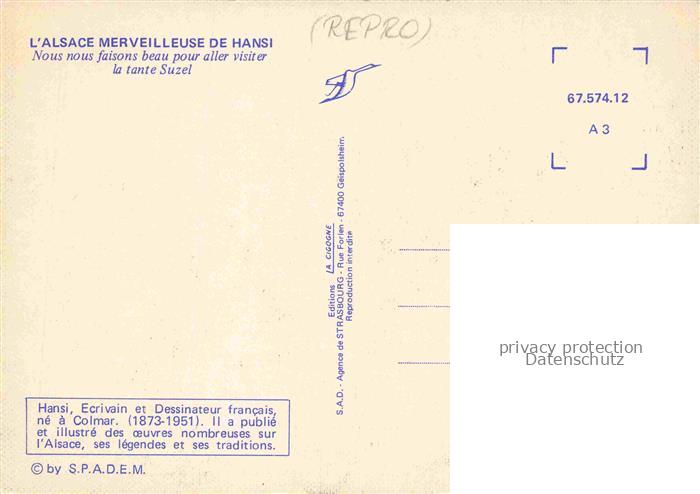 (REPRO)
L'ALSACE MERVEILLEUSE DE HANSI
Nous nous faisons beau pour aller visiter
la tante Suzel
67.574.12
A 3
Editions LA CIGOGNE
S.A.D. - Agence de STRASBOURG - Rue Forlen - 67400 Geispolsheim.
Reproduction interdite
privacy protection
Datenschutz
Hansi, Ecrivain et Dessinateur français,
né à Colmar. (1873-1951). Il a publié
et illustré des œuvres nombreuses sur
l'Alsace, ses légendes et ses traditions.
© by S.P.A.D.E.M.